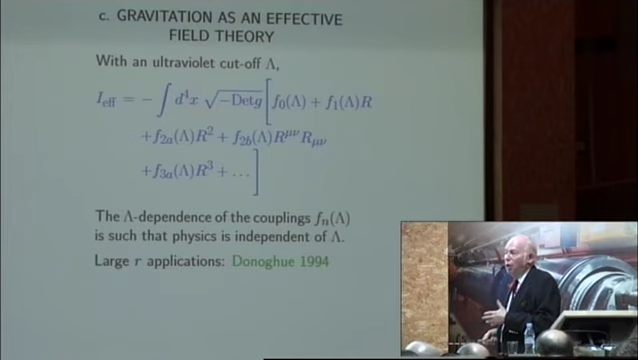 c. GRAVITATION AS AN EFFECTIVE
FIELD THEORY
With an ultraviolet cut-off Λ,
I_eff = − ∫ d⁴x √−Detg [ f₀(Λ) + f₁(Λ)R
+f₂ₐ(Λ)R² + f₂b(Λ)R^{μν}R_{μν}
+f₃ₐ(Λ)R³ + … ]
The Λ-dependence of the couplings fₙ(Λ)
is such that physics is independent of Λ.
Large r applications: Donoghue 1994